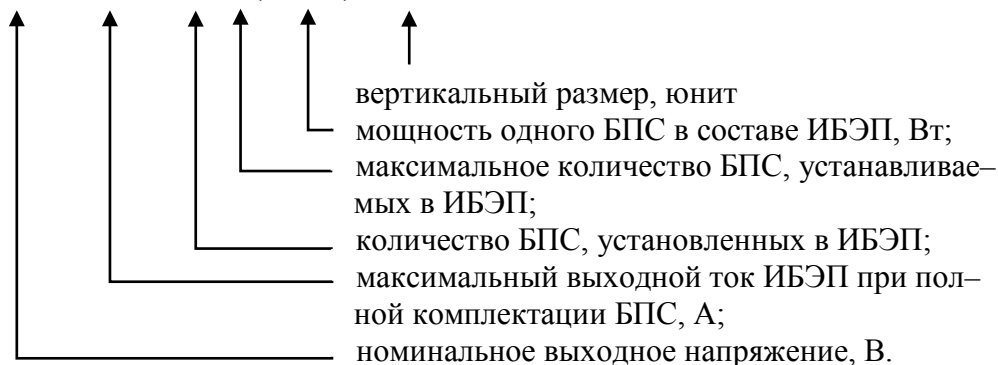 вертикальный размер, юнит
мощность одного БПС в составе ИБЭП, Вт;
максимальное количество БПС, устанавливае–
мых в ИБЭП;
количество БПС, установленных в ИБЭП;
максимальный выходной ток ИБЭП при пол–
ной комплектации БПС, А;
номинальное выходное напряжение, В.